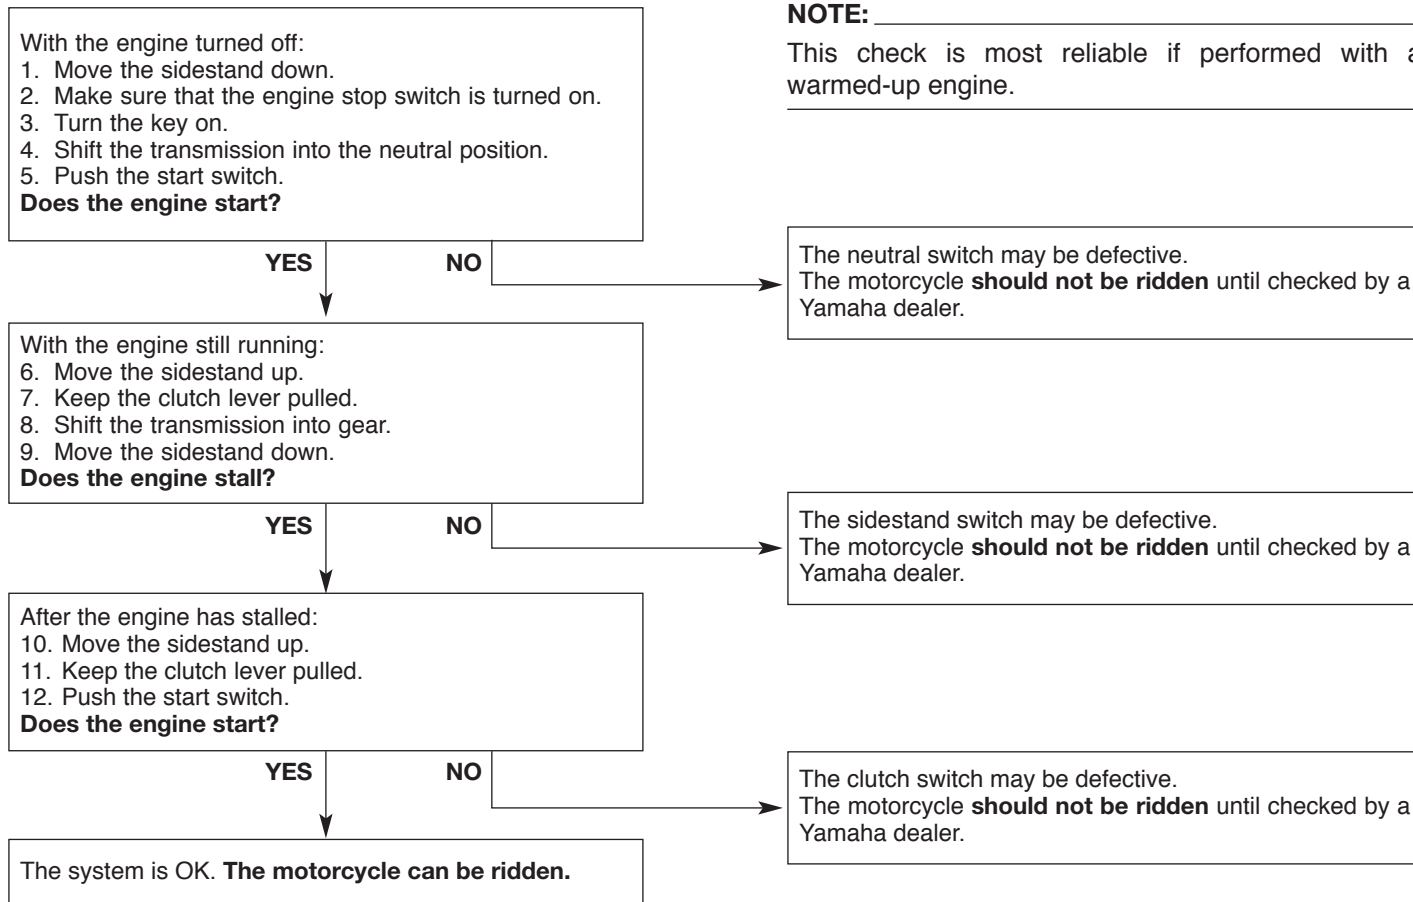 With the engine turned off:
1. Move the sidestand down.
2. Make sure that the engine stop switch is turned on.
3. Turn the key on.
4. Shift the transmission into the neutral position.
5. Push the start switch.
Does the engine start?
NOTE:
This check is most reliable if performed with a
warmed-up engine.
YES
NO
The neutral switch may be defective.
The motorcycle should not be ridden until checked by a
Yamaha dealer.
With the engine still running:
6. Move the sidestand up.
7. Keep the clutch lever pulled.
8. Shift the transmission into gear.
9. Move the sidestand down.
Does the engine stall?
YES
NO
The sidestand switch may be defective.
The motorcycle should not be ridden until checked by a
Yamaha dealer.
After the engine has stalled:
10. Move the sidestand up.
11. Keep the clutch lever pulled.
12. Push the start switch.
Does the engine start?
YES
NO
The clutch switch may be defective.
The motorcycle should not be ridden until checked by a
Yamaha dealer.
The system is OK. The motorcycle can be ridden.